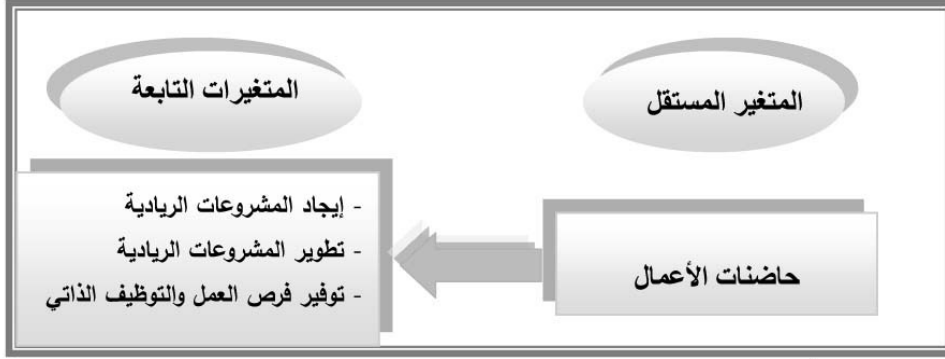 المتغير المستقل
المتغيرات التابعة
حاضنات الأعمال
- إيجاد المشروعات الريادية
- تطوير المشروعات الريادية
- توفير فرص العمل والتوظيف الذاتي